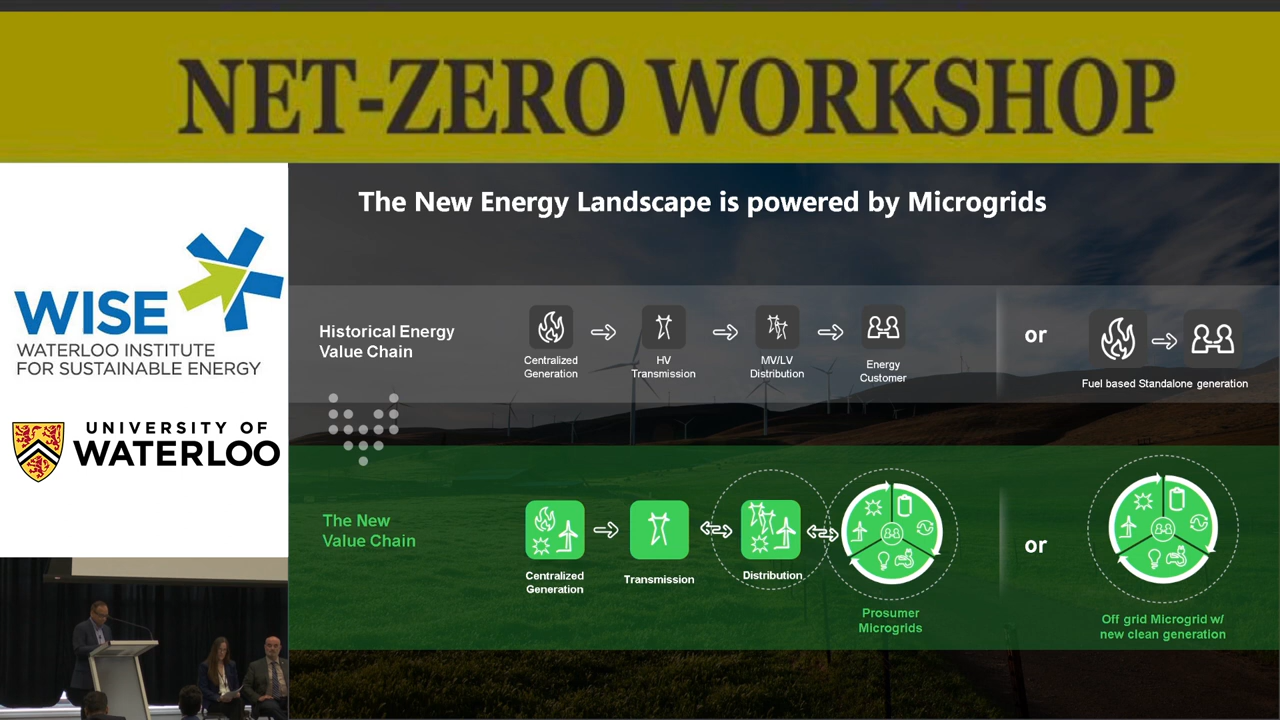 NET-ZERO WORKSHOP
WISE
WATERLOO INSTITUTE
FOR SUSTAINABLE ENERGY
UNIVERSITY OF
WATERLOO
The New Energy Landscape is powered by Microgrids
Historical Energy
Value Chain
Centralized
Generation
HV
Transmission
MV/LV
Distribution
Energy
Customer
or
Fuel based Standalone generation
The New
Value Chain
Centralized
Generation
Transmission
Distribution
Prosumer
Microgrids
or
Off grid Microgrid w/
new clean generation